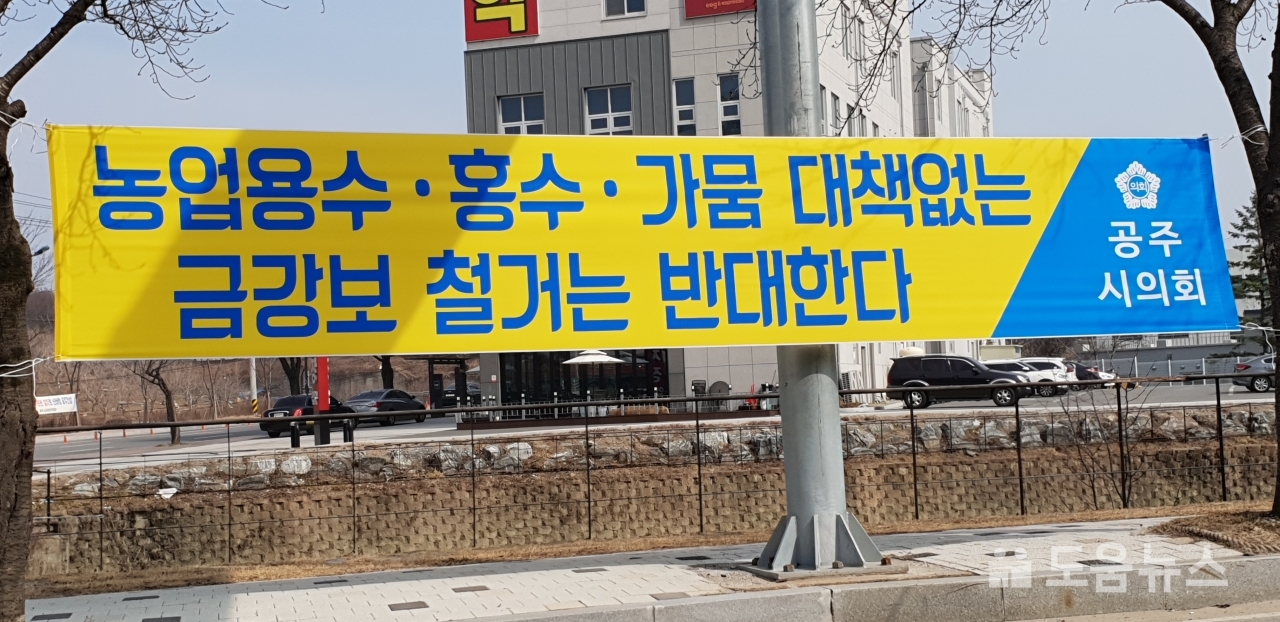 역
농업용수·홍수·가뭄 대책없는
금강보 철거는 반대한다
의회
공주
시의회
도움뉴스